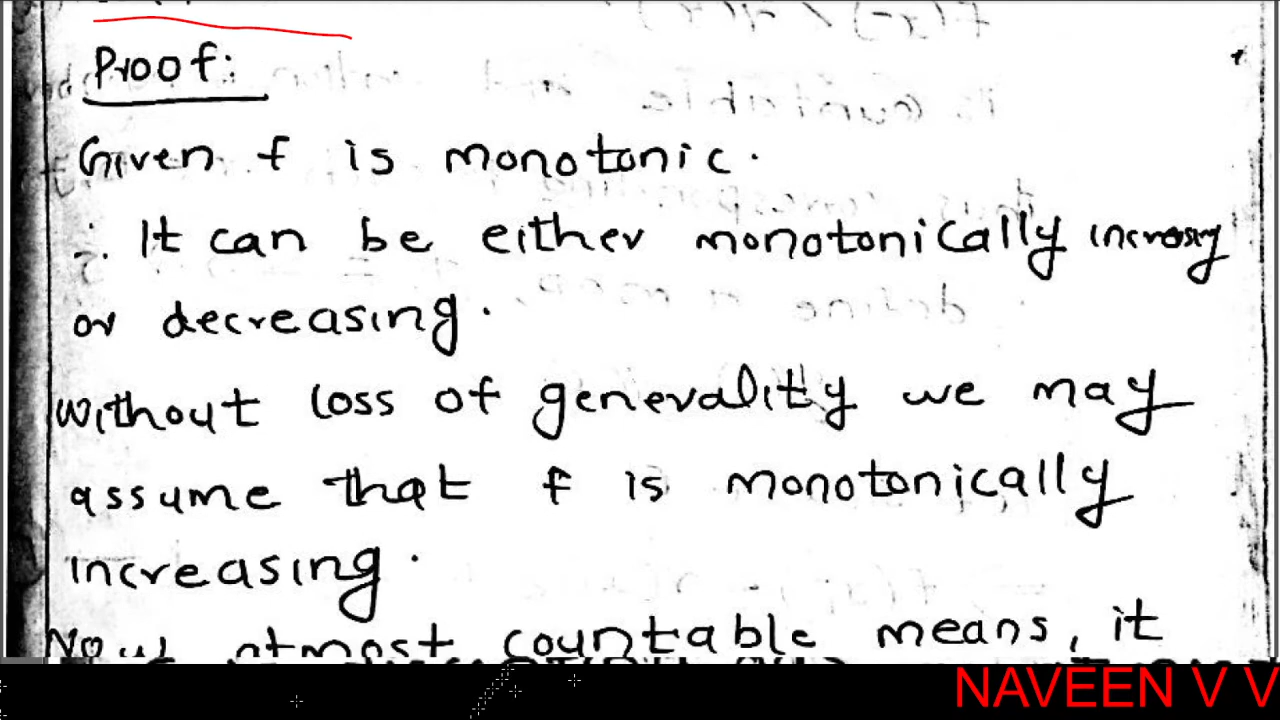 Proof:
Given f is monotonic.
∴ It can be either monotonically increasing
or decreasing.
Without loss of generality we may
assume that f is monotonically
increasing.
Now atmost countable means, it
NAVEEN V V